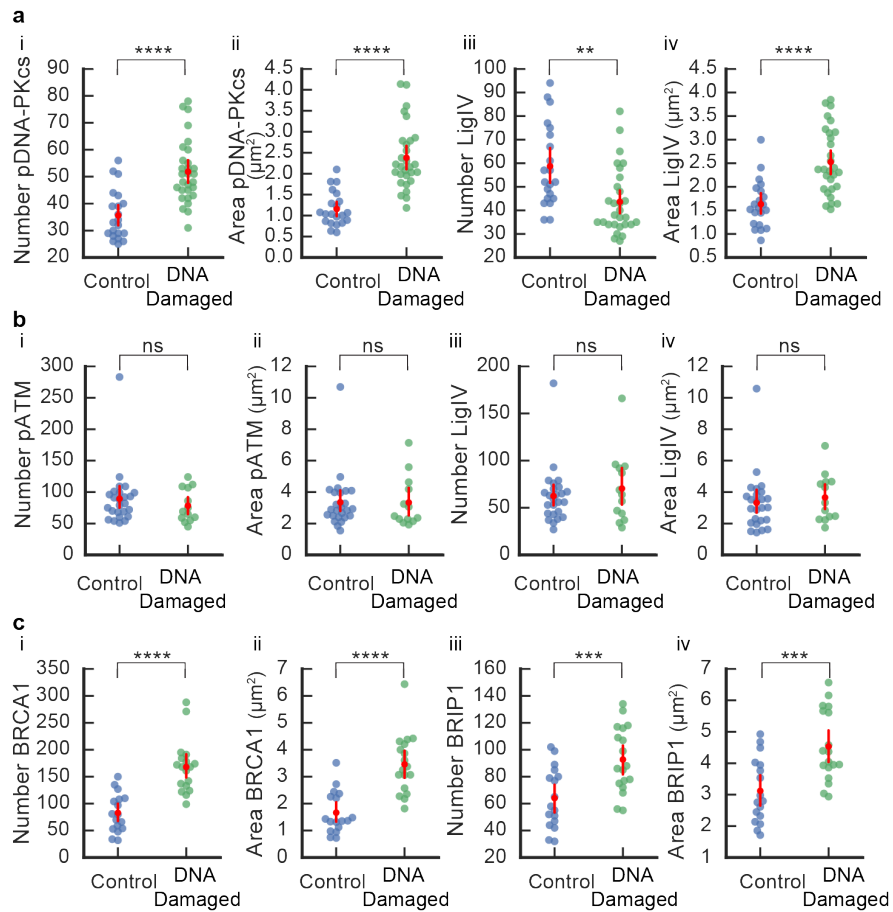 a
i
ii
iii
iv
****
****
**
****
Number pDNA-PKcs
90
80
70
60
50
40
30
20
Control
DNA
Damaged
Area pDNA-PKcs
(µm²)
4.5
4.0
3.5
3.0
2.5
2.0
1.5
1.0
0.5
0.0
Control
DNA
Damaged
Number LigIV
100
90
80
70
60
50
40
30
20
Control
DNA
Damaged
Area LigIV (µm²)
4.5
4.0
3.5
3.0
2.5
2.0
1.5
1.0
0.5
Control
DNA
Damaged
b
i
ii
iii
iv
ns
ns
ns
ns
Number pATM
300
250
200
150
100
50
0
Control
DNA
Damaged
Area pATM (µm²)
12
10
8
6
4
2
0
Control
DNA
Damaged
Number LigIV
200
150
100
50
0
Control
DNA
Damaged
Area LigIV (µm²)
12
10
8
6
4
2
0
Control
DNA
Damaged
c
i
ii
iii
iv
****
****
***
***
Number BRCA1
350
300
250
200
150
100
50
0
Control
DNA
Damaged
Area BRCA1 (µm²)
7
6
5
4
3
2
1
0
Control
DNA
Damaged
Number BRIP1
160
140
120
100
80
60
40
20
Control
DNA
Damaged
Area BRIP1 (µm²)
7
6
5
4
3
2
1
Control
DNA
Damaged